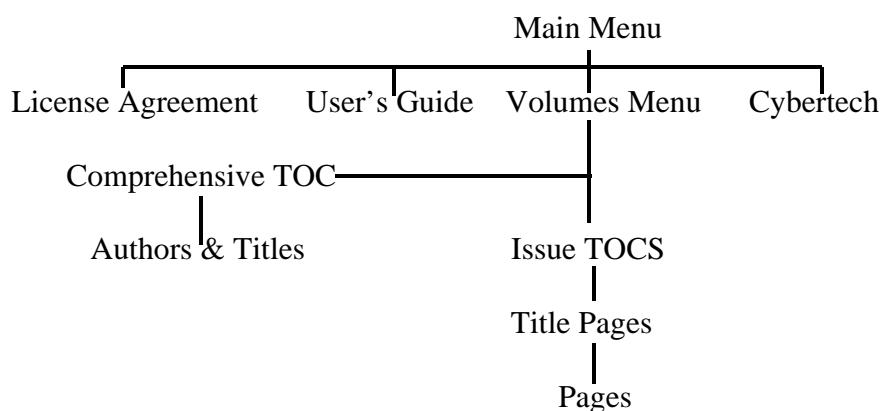 Main Menu
License Agreement User's Guide Volumes Menu Cybertech
Comprehensive TOC
Authors & Titles Issue TOCS
Title Pages
Pages